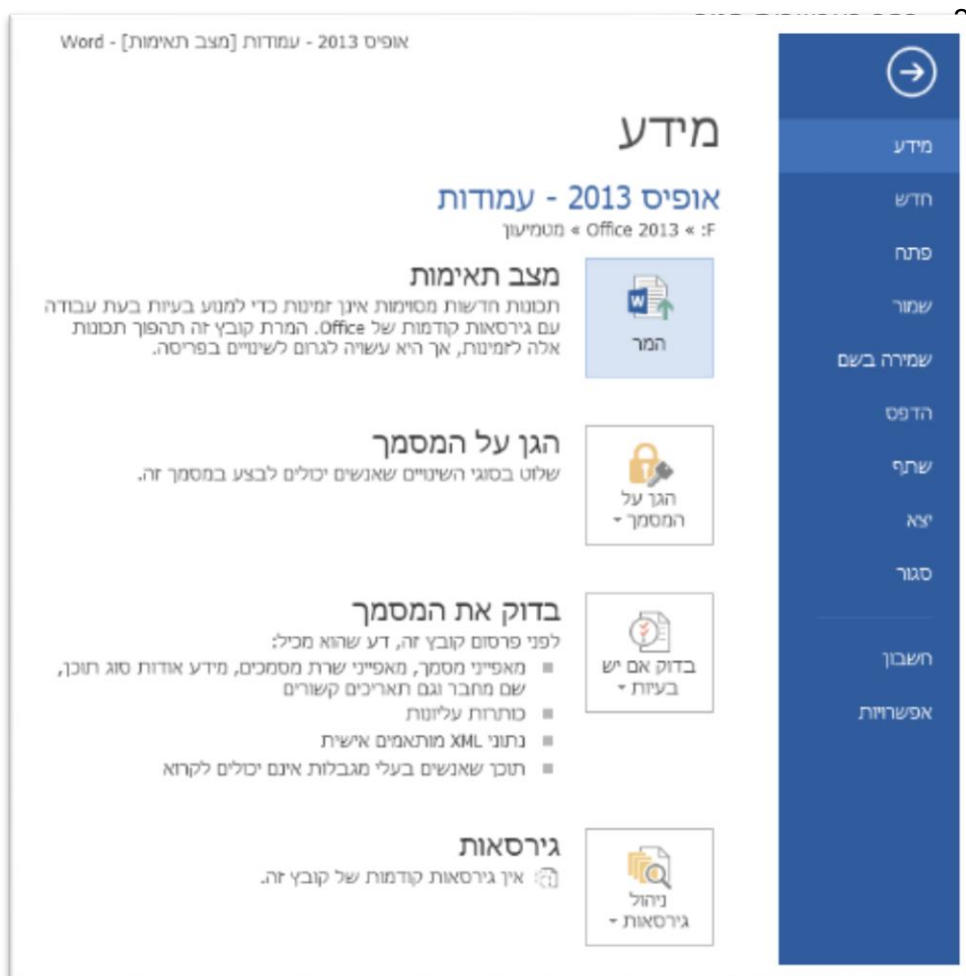 אופיס 2013 - עמודות [מצב תאימות] - Word
מידע
חדש
פתח
שמור
שמירה בשם
הדפס
שתף
יצא
סגור
חשבון
אפשרויות
מידע
אופיס 2013 - עמודות
F: » Office 2013 » מטמיעון
המר
מצב תאימות
תכונות חדשות מסוימות אינן זמינות כדי למנוע בעיות בעת עבודה
עם גירסאות קודמות של Office. המרת קובץ זה תהפוך תכונות
אלה לזמינות, אך היא עשויה לגרום לשינויים בפריסה.
הגן על
המסמך
הגן על המסמך
שלוט בסוגי השינויים שאנשים יכולים לבצע במסמך זה.
בדוק אם יש
בעיות
בדוק את המסמך
לפני פרסום קובץ זה, דע שהוא מכיל:
מאפייני מסמך, מאפייני שרת מסמכים, מידע אודות סוג תוכן,
שם מחבר וגם תאריכים קשורים
כותרות עליונות
נתוני XML מותאמים אישית
תוכן שאנשים בעלי מגבלות אינם יכולים לקרוא
ניהול
גירסאות
גירסאות
אין גירסאות קודמות של קובץ זה.